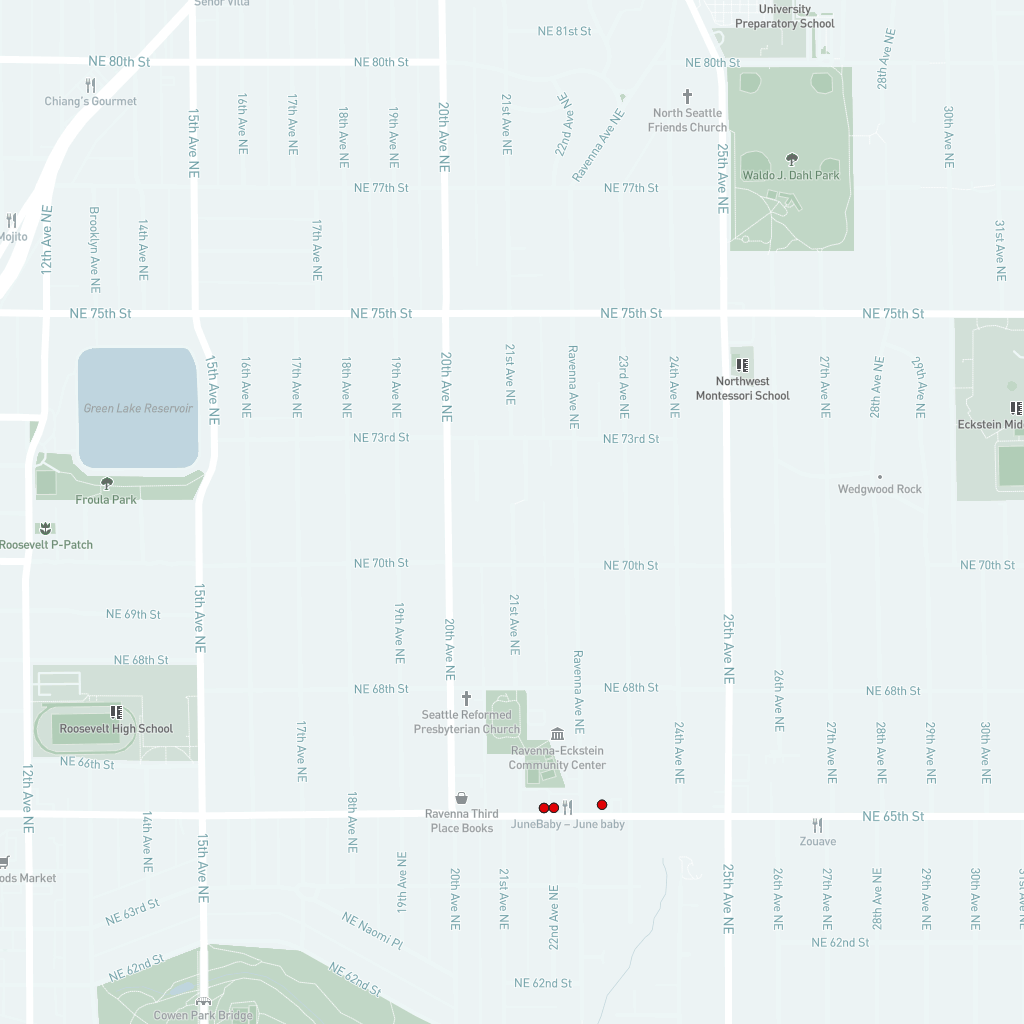 Señor Villa
University
Preparatory School
NE 81st St
NE 80th St
NE 80th St
NE 80th St
28th Ave NE
Chiang's Gourmet
North Seattle
Friends Church
16th Ave NE
17th Ave NE
18th Ave NE
19th Ave NE
15th Ave NE
20th Ave NE
21st Ave NE
22nd Ave NE
Ravenna Ave NE
25th Ave NE
30th Ave NE
Waldo J. Dahl Park
NE 77th St
NE 77th St
Mojito
12th Ave NE
Brooklyn Ave NE
14th Ave NE
17th Ave NE
31st Ave NE
NE 75th St
NE 75th St
NE 75th St
NE 75th St
15th Ave NE
16th Ave NE
17th Ave NE
18th Ave NE
19th Ave NE
20th Ave NE
21st Ave NE
Ravenna Ave NE
23rd Ave NE
24th Ave NE
Northwest
Montessori School
27th Ave NE
28th Ave NE
29th Ave NE
Green Lake Reservoir
Eckstein Mid
NE 73rd St
NE 73rd St
Wedgwood Rock
Froula Park
Roosevelt P-Patch
NE 70th St
NE 70th St
NE 70th St
15th Ave NE
NE 69th St
19th Ave NE
20th Ave NE
21st Ave NE
25th Ave NE
NE 68th St
NE 68th St
NE 68th St
NE 68th St
Ravenna Ave NE
26th Ave NE
Seattle Reformed
Presbyterian Church
Roosevelt High School
17th Ave NE
Ravenna-Eckstein
Community Center
24th Ave NE
27th Ave NE
28th Ave NE
29th Ave NE
30th Ave NE
NE 66th St
12th Ave NE
14th Ave NE
15th Ave NE
18th Ave NE
Ravenna Third
Place Books
JuneBaby – June baby
NE 65th St
Zouave
ods Market
19th Ave NE
20th Ave NE
21st Ave NE
22nd Ave NE
25th Ave NE
26th Ave NE
27th Ave NE
28th Ave NE
29th Ave NE
30th Ave NE
31st Ave NE
NE 63rd St
NE Naomi Pl
NE 62nd St
NE 62nd St
NE 62nd St
NE 62nd St
Cowen Park Bridge